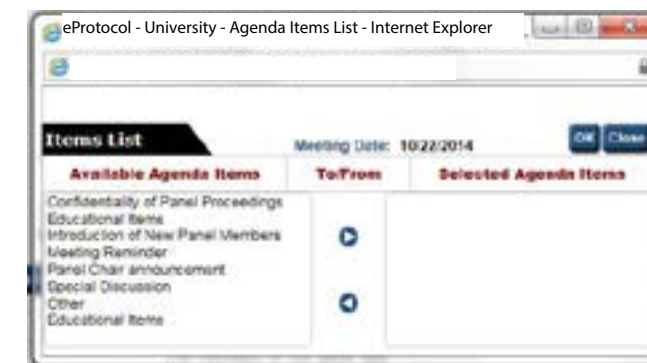 eProtocol - University - Agenda Items List - Internet Explorer
Items List
Meeting Date: 10/22/2014
OK Close
Available Agenda Items To/From Selected Agenda Items
Confidentiality of Panel Proceedings
Educational Items
Introduction of New Panel Members
Meeting Reminder
Panel Chair announcement
Special Discussion
Other
Educational Items